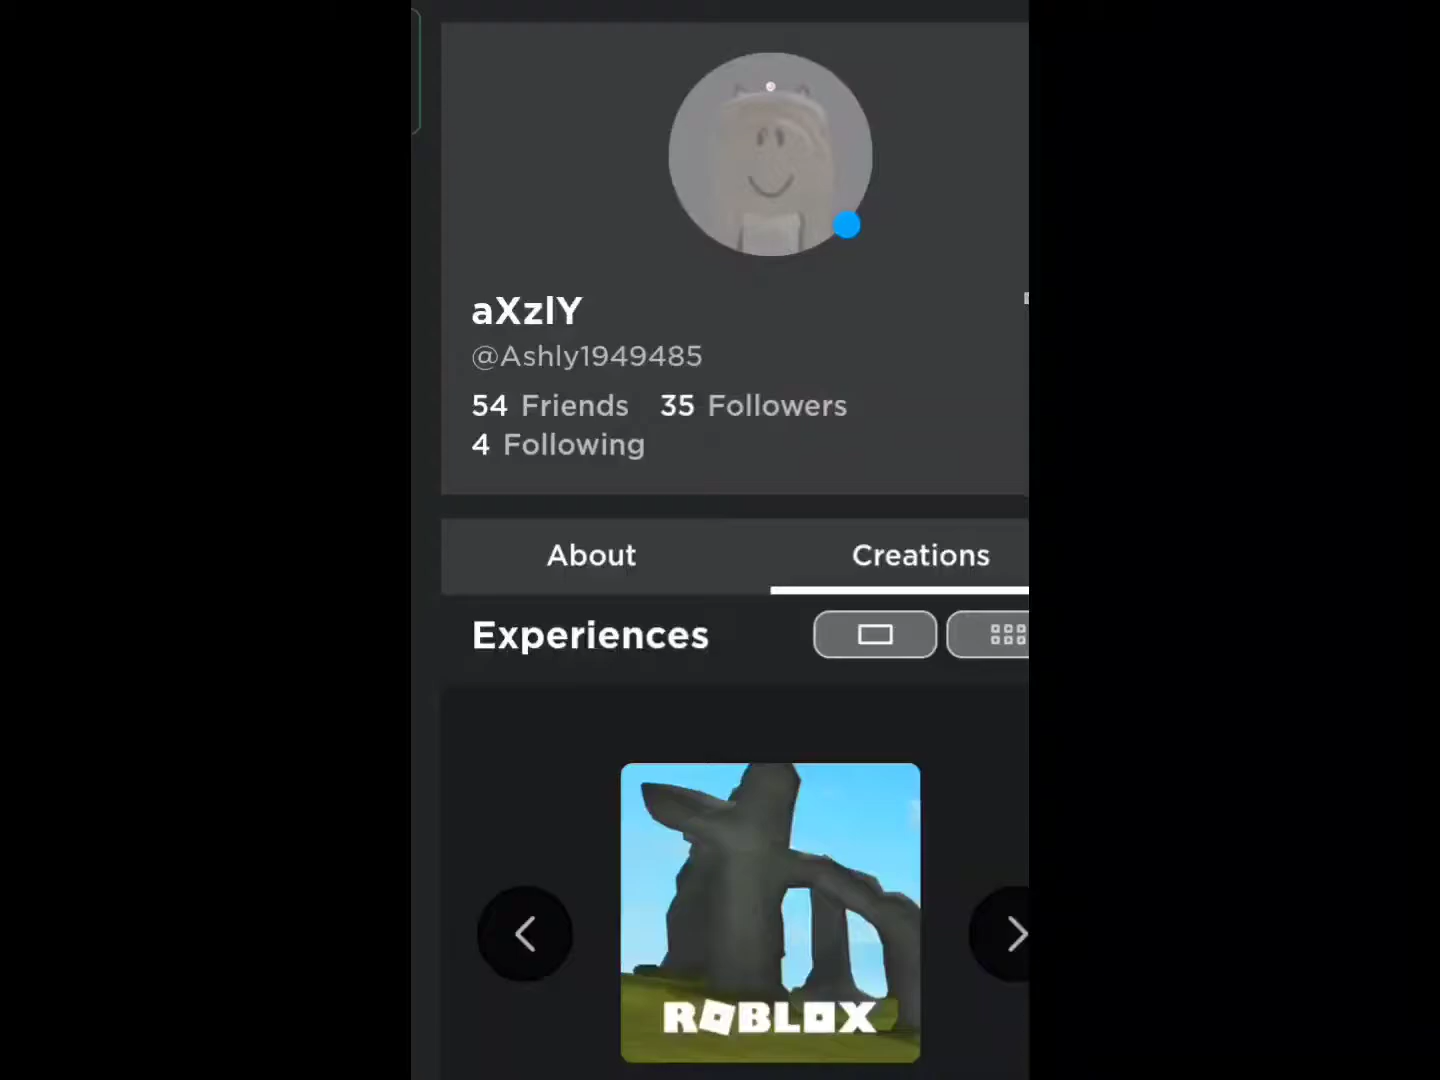 aXzlY
@Ashly1949485
54 Friends 35 Followers
4 Following
About Creations
Experiences
ROBLOX